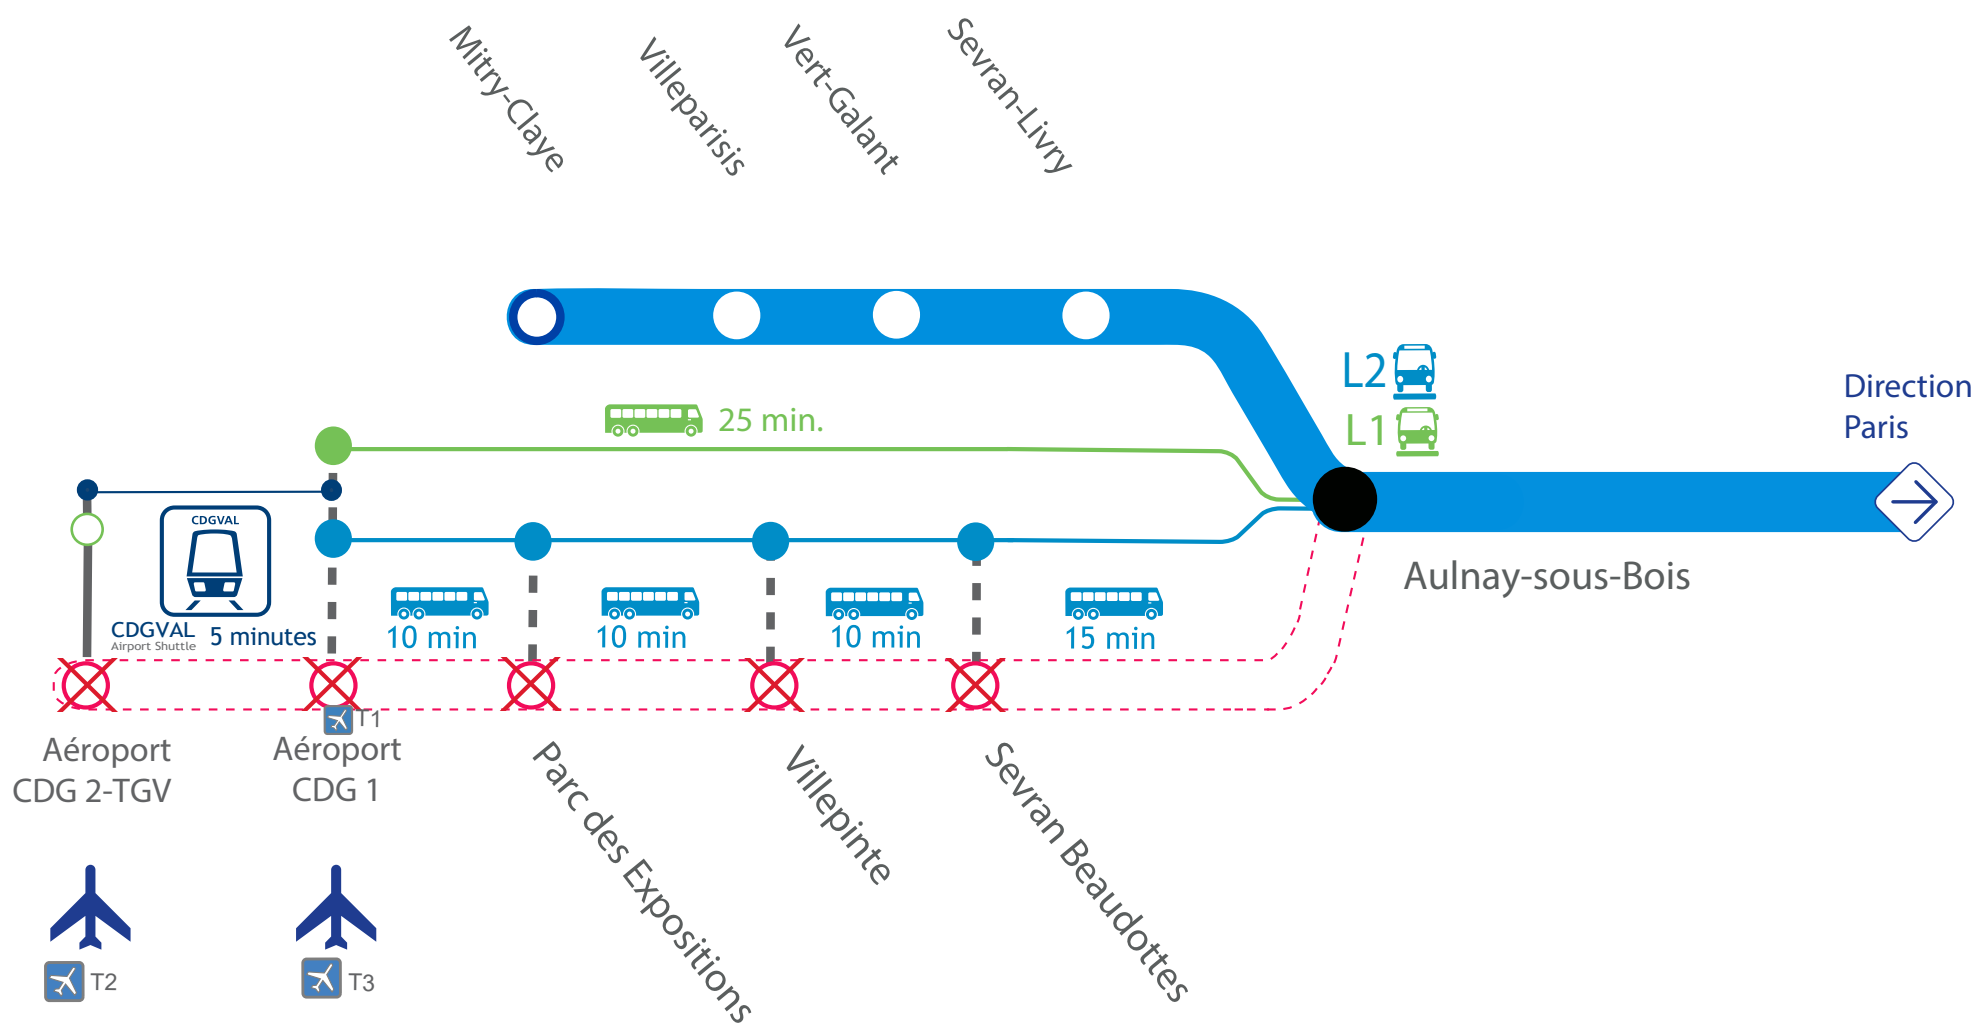 Mitry-Claye
Villeparisis
Vert-Galant
Sevran-Livry
L2
L1
25 min.
Direction
Paris
CDGVAL
CDGVAL
Airport Shuttle
5 minutes
10 min
10 min
10 min
15 min
Aulnay-sous-Bois
T1
Aéroport
CDG 2-TGV
Aéroport
CDG 1
Parc des Expositions
Villepinte
Sevran Beaudottes
T2
T3